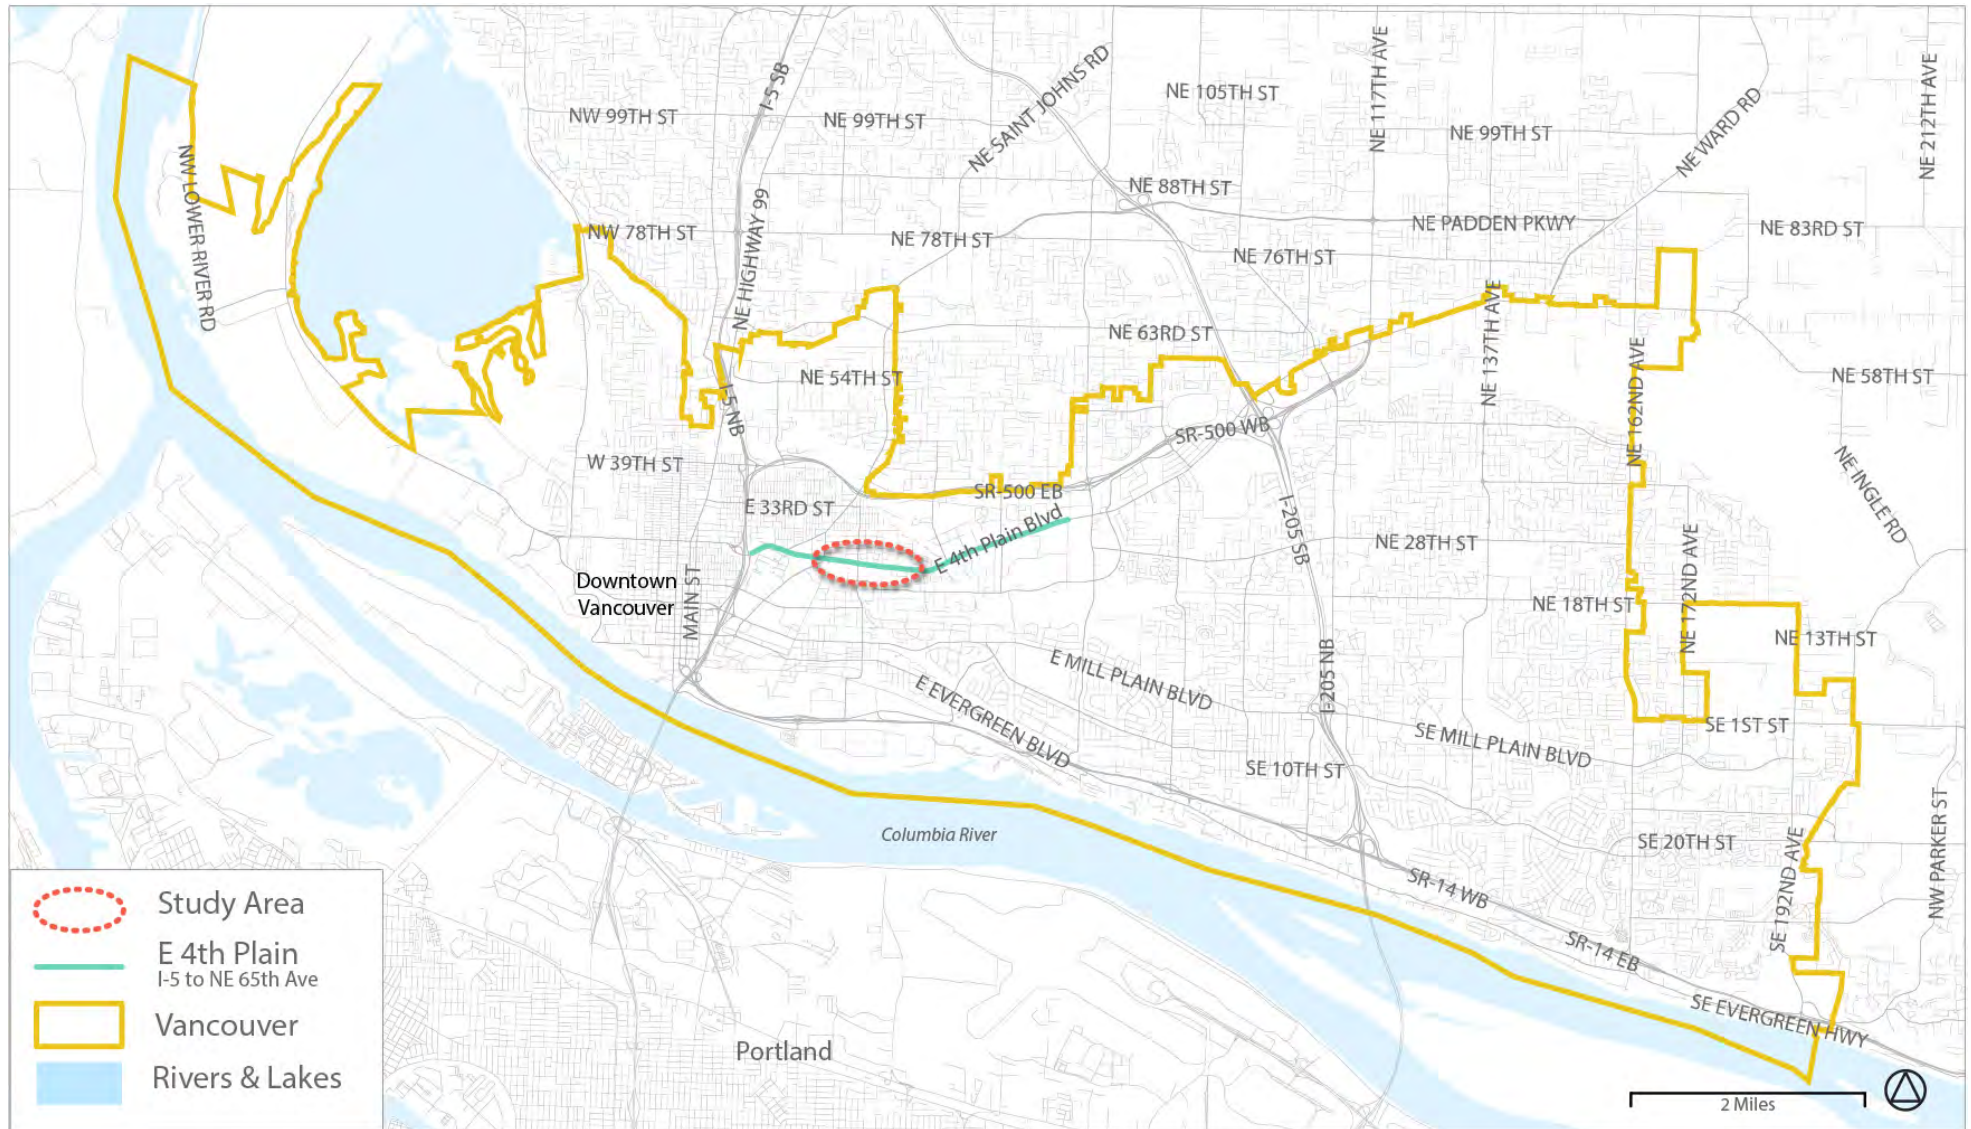 I-5 SB
NE SAINT JOHNS RD
NE 117TH AVE
NE 212TH AVE
NE 105TH ST
NE WARD RD
NW 99TH ST
NE 99TH ST
NE 99TH ST
NW LOWER RIVER RD
NE 88TH ST
NE HIGHWAY 99
NW 78TH ST
NE 78TH ST
NE PADDEN PKWY
NE 83RD ST
NE 76TH ST
NE 137TH AVE
NE 63RD ST
NE 162ND AVE
NE 54TH ST
NE 58TH ST
I-5 NB
SR-500 WB
W 39TH ST
NE INGLE RD
SR-500 EB
E 33RD ST
E 4th Plain Blvd
I-205 SB
NE 28TH ST
NE 172ND AVE
Downtown
Vancouver
MAIN ST
NE 18TH ST
NE 13TH ST
E MILL PLAIN BLVD
I-205 NB
E EVERGREEN BLVD
SE 1ST ST
SE MILL PLAIN BLVD
SE 10TH ST
Columbia River
SE 20TH ST
NW PARKER ST
SE 192ND AVE
SR-14 WB
SR-14 EB
SE EVERGREEN HWY
Portland
Study Area
E 4th Plain
I-5 to NE 65th Ave
Vancouver
Rivers & Lakes
2 Miles